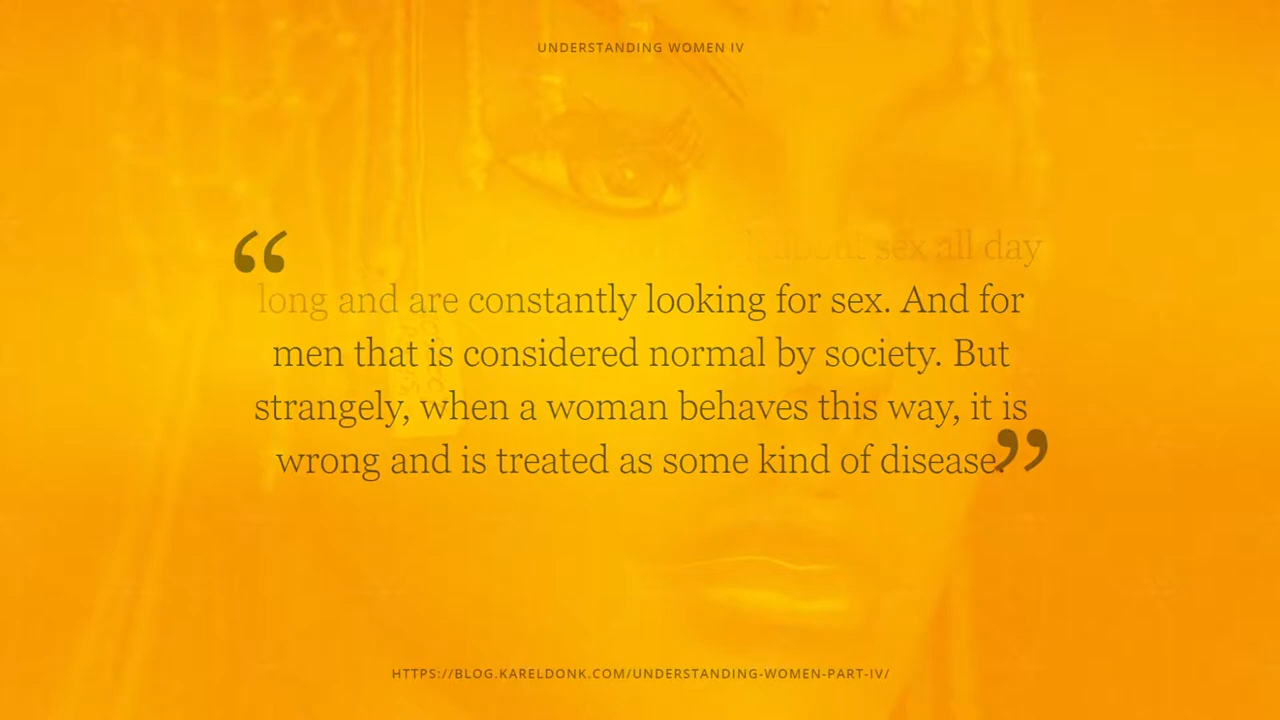 UNDERSTANDING WOMEN IV
“
about sex all day
long and are constantly looking for sex. And for
men that is considered normal by society. But
strangely, when a woman behaves this way, it is
wrong and is treated as some kind of disease.
”
HTTPS://BLOG.KARELDONK.COM/UNDERSTANDING-WOMEN-PART-IV/